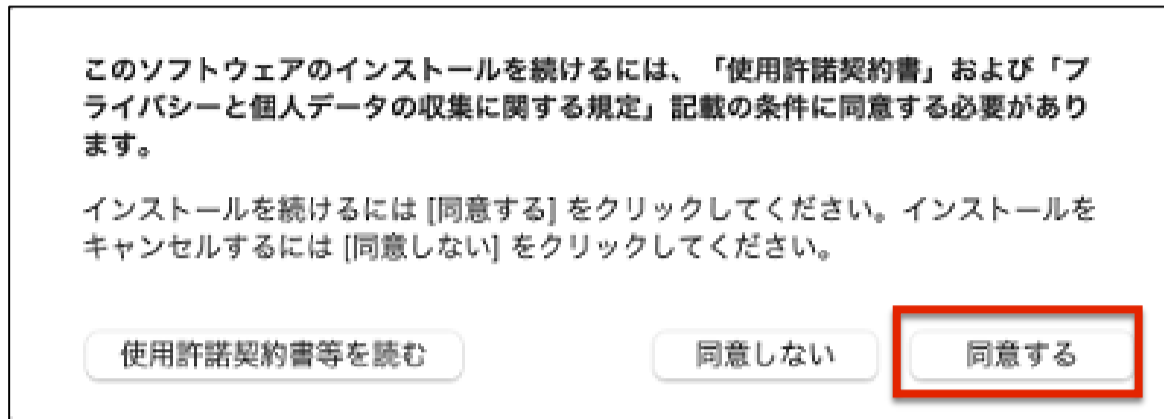 このソフトウェアのインストールを続けるには、「使用許諾契約書」および「プ
ライバシーと個人データの収集に関する規定」記載の条件に同意する必要があり
ます。
インストールを続けるには [同意する] をクリックしてください。インストールを
キャンセルするには [同意しない] をクリックしてください。
使用許諾契約書等を読む 同意しない 同意する